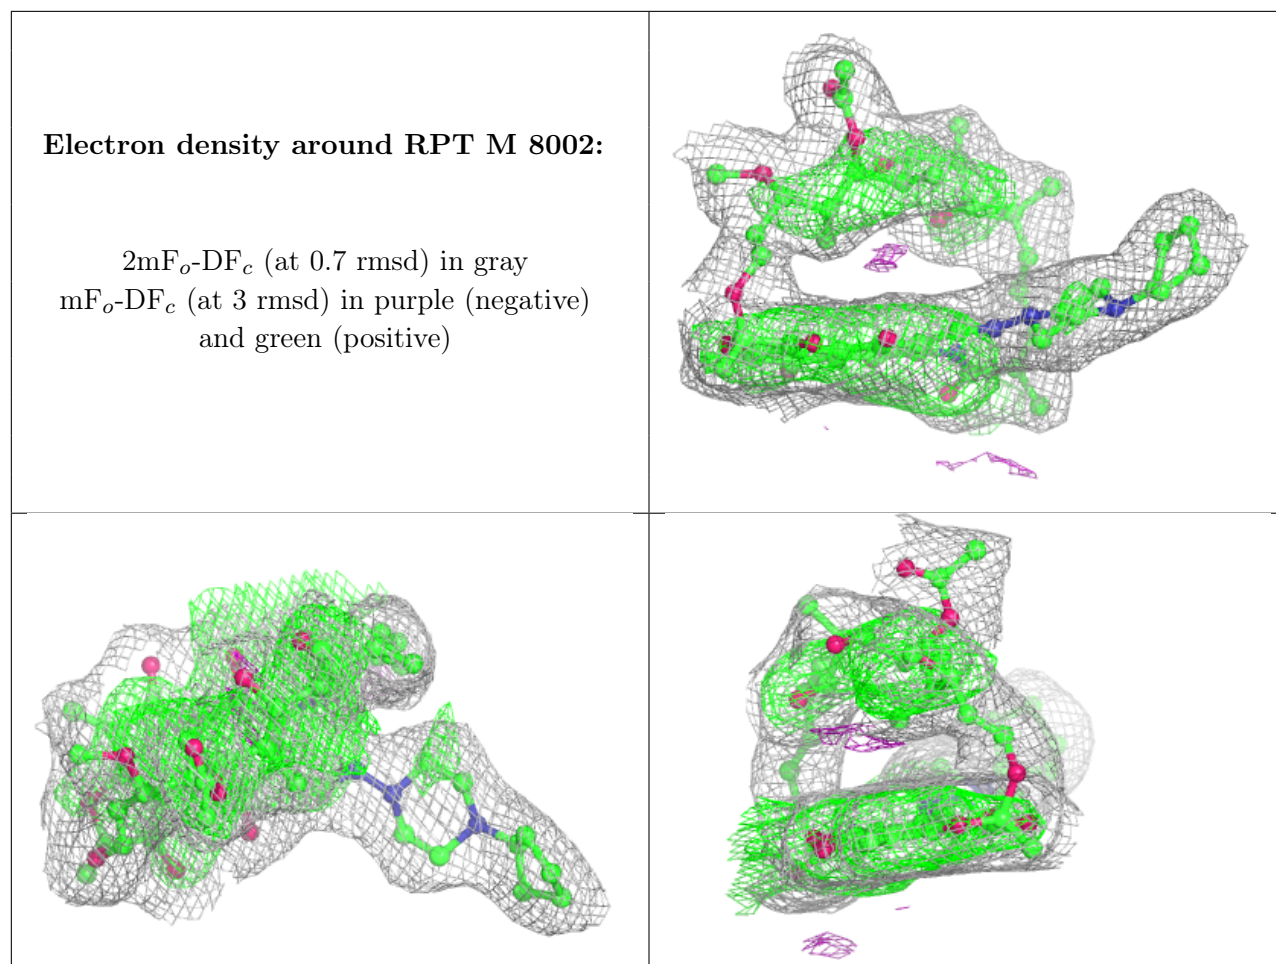 Electron density around RPT M 8002:
2mFo-DFc (at 0.7 rmsd) in gray
mFo-DFc (at 3 rmsd) in purple (negative)
and green (positive)